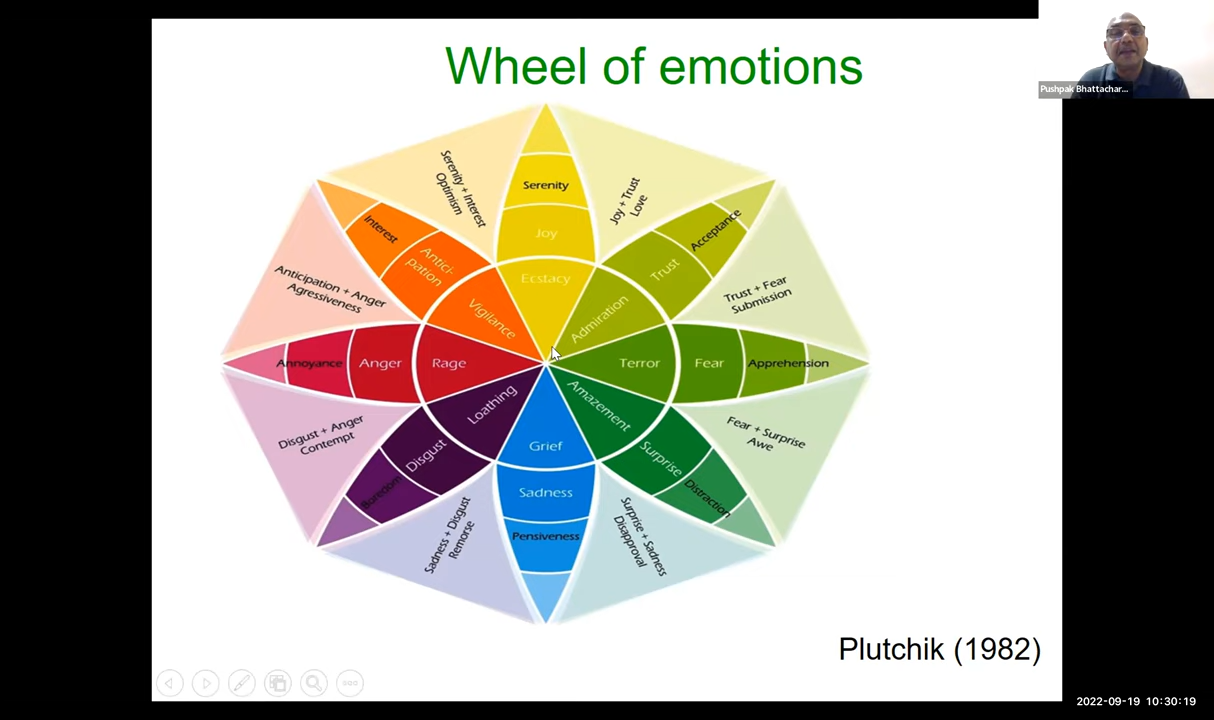 Wheel of emotions
Pushpak Bhattachar...
Serenity + Interest
Optimism
Serenity
Joy
Ecstacy
Joy + Trust
Love
Interest
Antici-
pation
Vigilance
Acceptance
Trust
Admiration
Anticipation + Anger
Agressiveness
Trust + Fear
Submission
Annoyance
Anger
Rage
Terror
Fear
Apprehension
Disgust + Anger
Contempt
Loathing
Disgust
Boredom
Amazement
Surprise
Distraction
Fear + Surprise
Awe
Grief
Sadness
Pensiveness
Sadness + Disgust
Remorse
Surprise + Sadness
Disapproval
Plutchik (1982)
2022-09-19 10:30:19